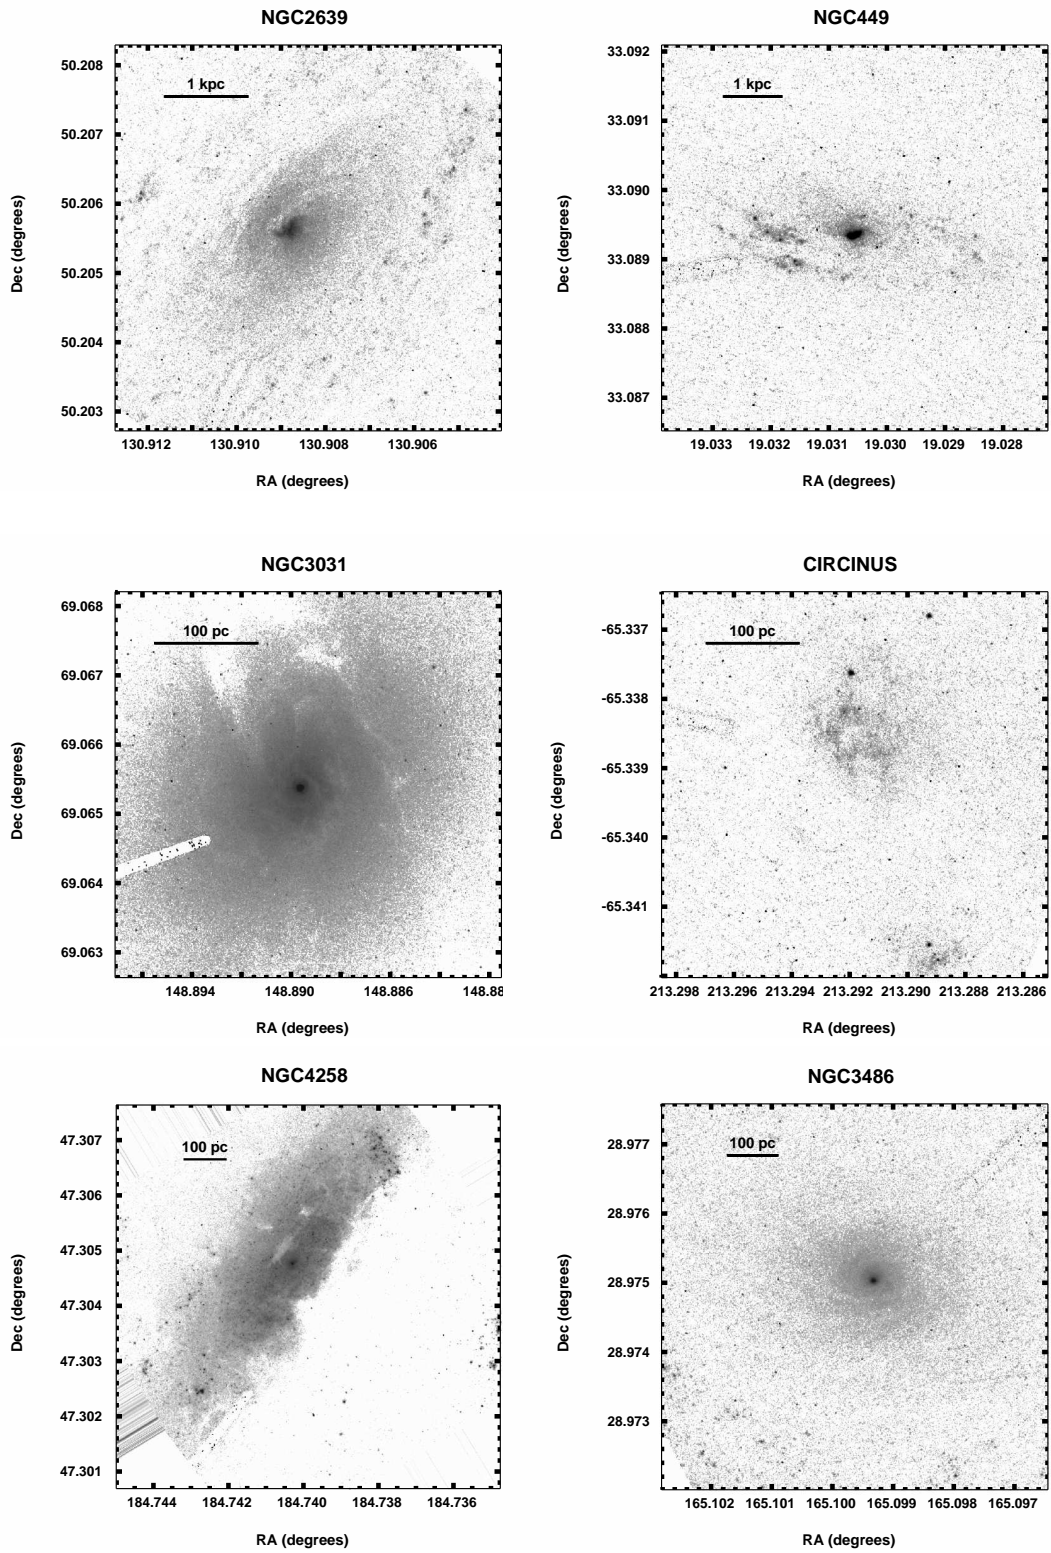 NGC2639
50.208
50.207
50.206
50.205
50.204
50.203
1 kpc
Dec (degrees)
130.912 130.910 130.908 130.906
RA (degrees)
NGC449
33.092
33.091
33.090
33.089
33.088
33.087
1 kpc
Dec (degrees)
19.033 19.032 19.031 19.030 19.029 19.028
RA (degrees)
NGC3031
69.068
69.067
69.066
69.065
69.064
69.063
100 pc
Dec (degrees)
148.894 148.890 148.886 148.88
RA (degrees)
CIRCINUS
-65.337
-65.338
-65.339
-65.340
-65.341
100 pc
Dec (degrees)
213.298 213.296 213.294 213.292 213.290 213.288 213.286
RA (degrees)
NGC4258
47.307
47.306
47.305
47.304
47.303
47.302
47.301
100 pc
Dec (degrees)
184.744 184.742 184.740 184.738 184.736
RA (degrees)
NGC3486
28.977
28.976
28.975
28.974
28.973
100 pc
Dec (degrees)
165.102 165.101 165.100 165.099 165.098 165.097
RA (degrees)